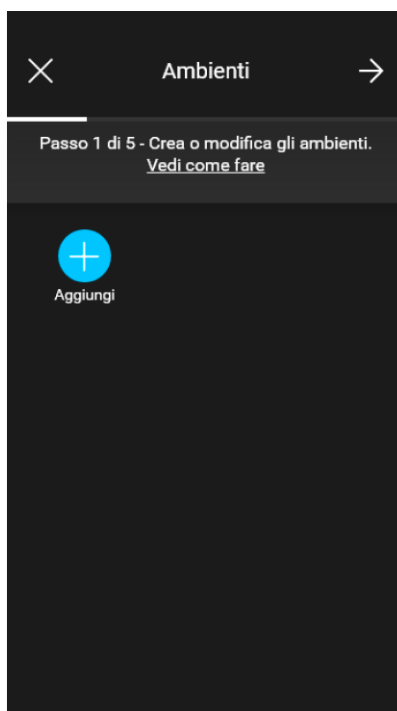 Ambienti
Passo 1 di 5 - Crea o modifica gli ambienti.
Vedi come fare
Aggiungi